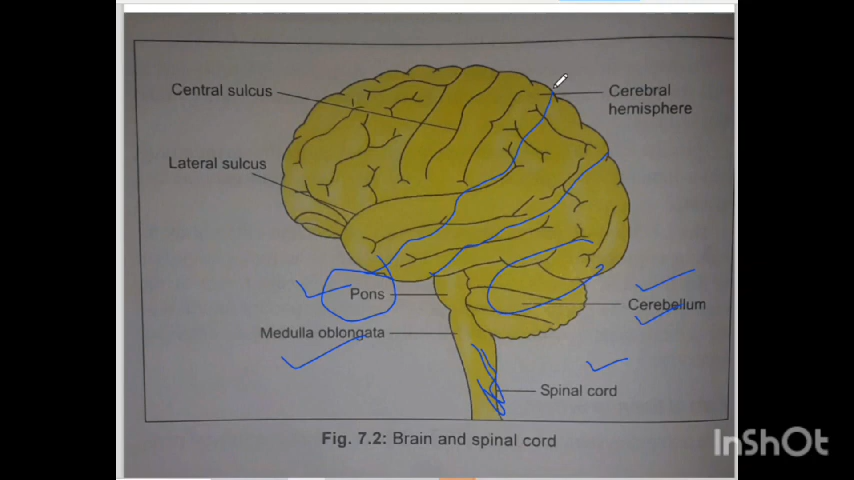 Central sulcus
Cerebral
hemisphere
Lateral sulcus
Pons
Cerebellum
Medulla oblongata
Spinal cord
Fig. 7.2: Brain and spinal cord
InShOt